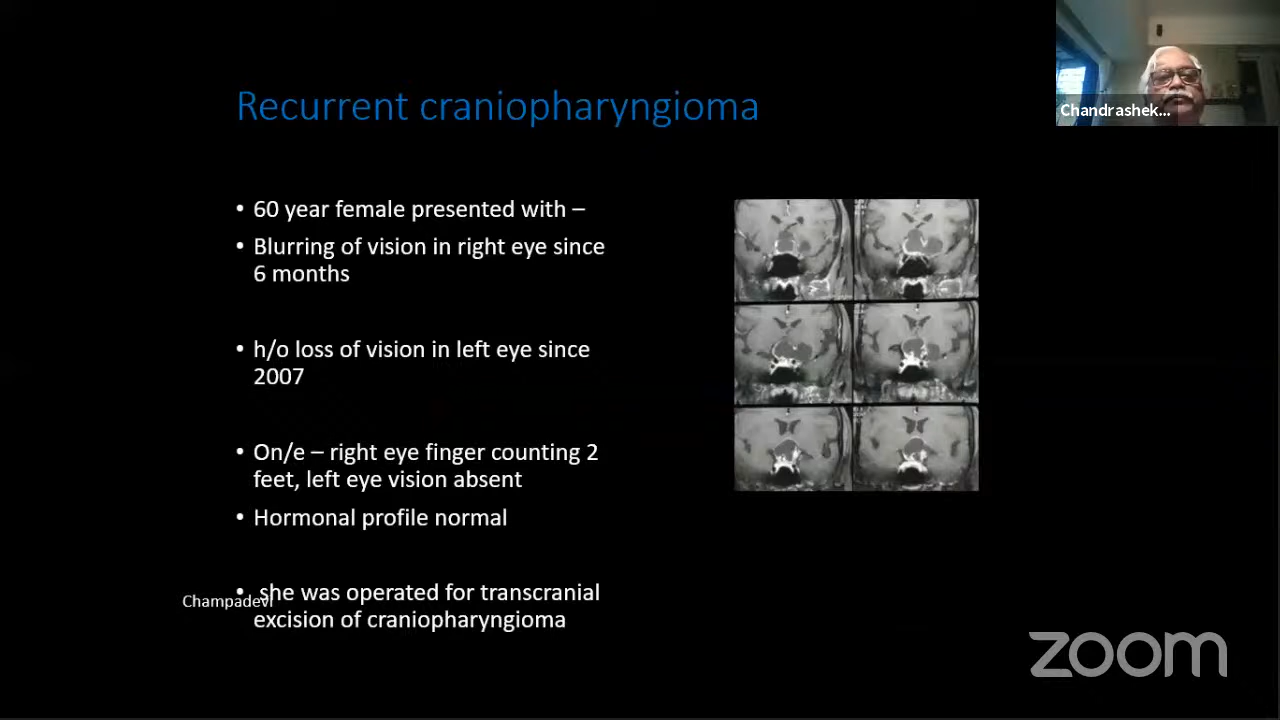 Recurrent craniopharyngioma
Chandrashek...
• 60 year female presented with –
• Blurring of vision in right eye since
6 months
• h/o loss of vision in left eye since
2007
• On/e – right eye finger counting 2
feet, left eye vision absent
• Hormonal profile normal
• she was operated for transcranial
excision of craniopharyngioma
Champadevi
zoom